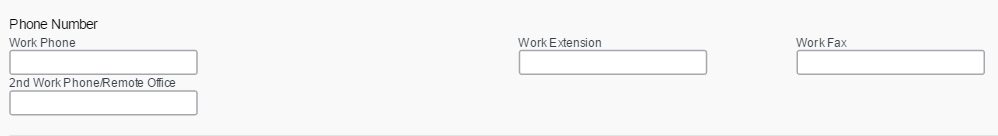 Phone Number
Work Phone
Work Extension
Work Fax
2nd Work Phone/Remote Office